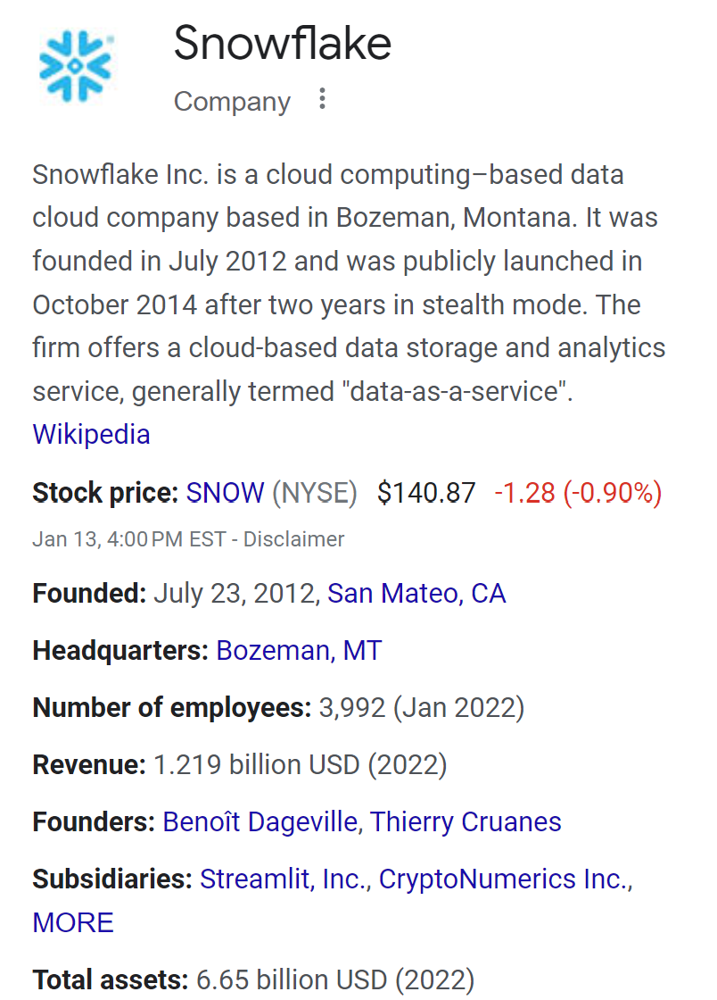 Snowflake
Company
Snowflake Inc. is a cloud computing–based data
cloud company based in Bozeman, Montana. It was
founded in July 2012 and was publicly launched in
October 2014 after two years in stealth mode. The
firm offers a cloud-based data storage and analytics
service, generally termed "data-as-a-service".
Wikipedia
Stock price: SNOW (NYSE) $140.87 -1.28 (-0.90%)
Jan 13, 4:00 PM EST - Disclaimer
Founded: July 23, 2012, San Mateo, CA
Headquarters: Bozeman, MT
Number of employees: 3,992 (Jan 2022)
Revenue: 1.219 billion USD (2022)
Founders: Benoît Dageville, Thierry Cruanes
Subsidiaries: Streamlit, Inc., CryptoNumerics Inc.,
MORE
Total assets: 6.65 billion USD (2022)